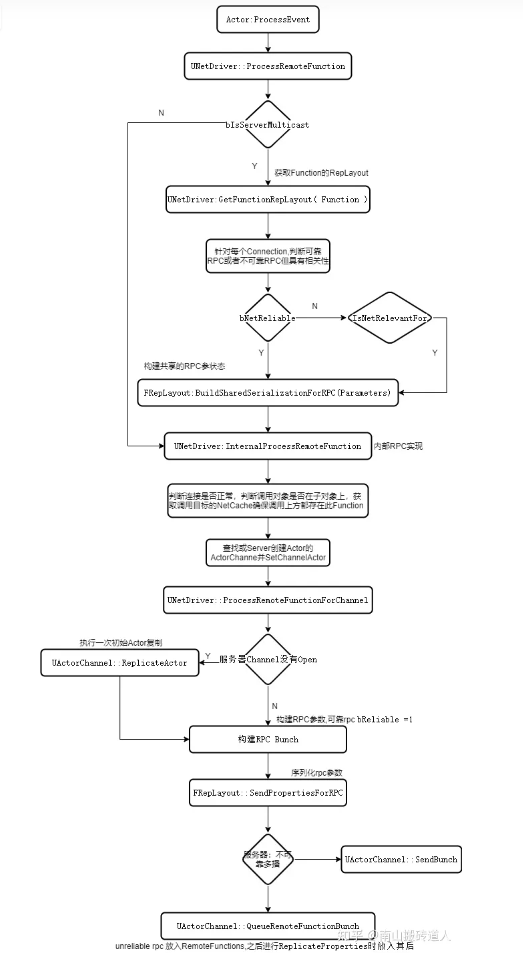 Actor:ProcessEvent
UNetDriver::ProcessRemoteFunction
N
bIsServerMulticast
Y
获取Function的RepLayout
UNetDriver:GetFunctionRepLayout( Function )
针对每个Connection,判断可靠
RPC或者不可靠RPC但具有相关性
bNetReliable
N
IsNetRelevantFor
Y
Y
构建共享的RPC参状态
FRepLayout:BuildSharedSerializationForRPC(Parameters)
UNetDriver:InternalProcessRemoteFunction
内部RPC实现
判断连接是否正常，判断调用对象是否在子对象上，获
取调用目标的NetCache确保调用上方都存在此Function
查找或Server创建Actor的
ActorChanne并SetChannelActor
UNetDriver::ProcessRemoteFunctionForChannel
执行一次初始Actor复制
UActorChannel::ReplicateActor
Y
服务器Channel没有Open
N
构建RPC参数,可靠rpc bReliable =1
构建RPC Bunch
序列化rpc参数
FRepLayout::SendPropertiesForRPC
服务器：不可
靠多播
UActorChannel::SendBunch
UActorChannel::QueueRemoteFunctionBunch
知乎 @南山搬砖道人
unreliable rpc 放入RemoteFunctions,之后进行ReplicateProperties时放入其后